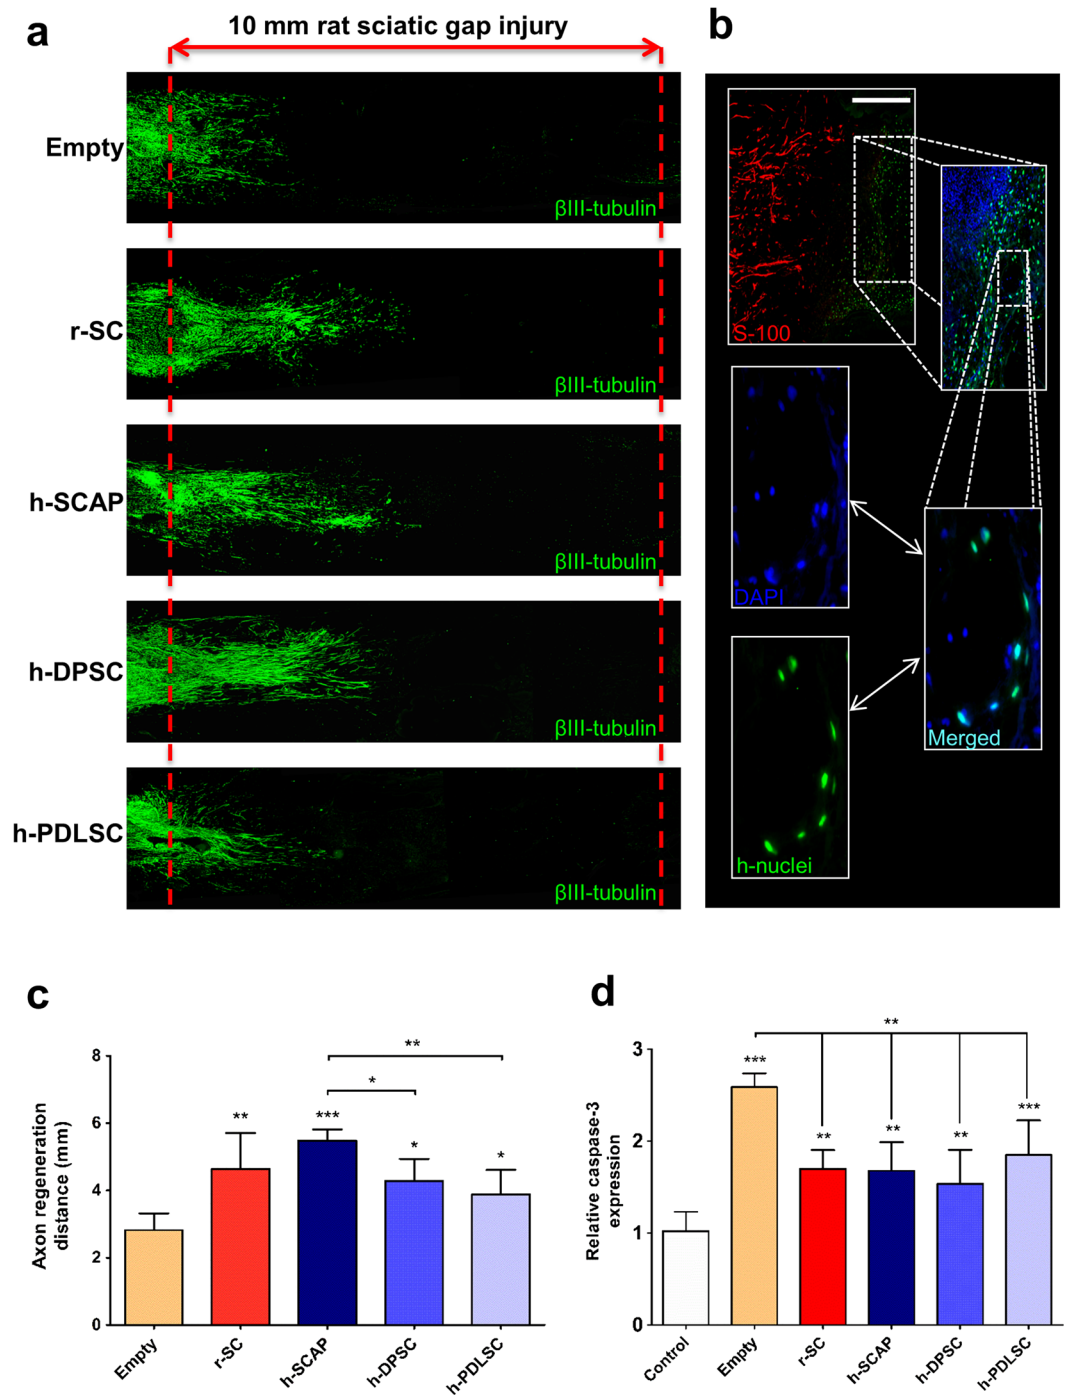 a
10 mm rat sciatic gap injury
Empty
βIII-tubulin
r-SC
βIII-tubulin
h-SCAP
βIII-tubulin
h-DPSC
βIII-tubulin
h-PDLSC
βIII-tubulin
b
S-100
DAPI
Merged
h-nuclei
c
Axon regeneration
distance (mm)
8
6
4
2
0
**
***
*
*
*
**
Empty
r-SC
h-SCAP
h-DPSC
h-PDLSC
d
Relative caspase-3
expression
3
2
1
0
**
***
**
**
**
***
Control
Empty
r-SC
h-SCAP
h-DPSC
h-PDLSC